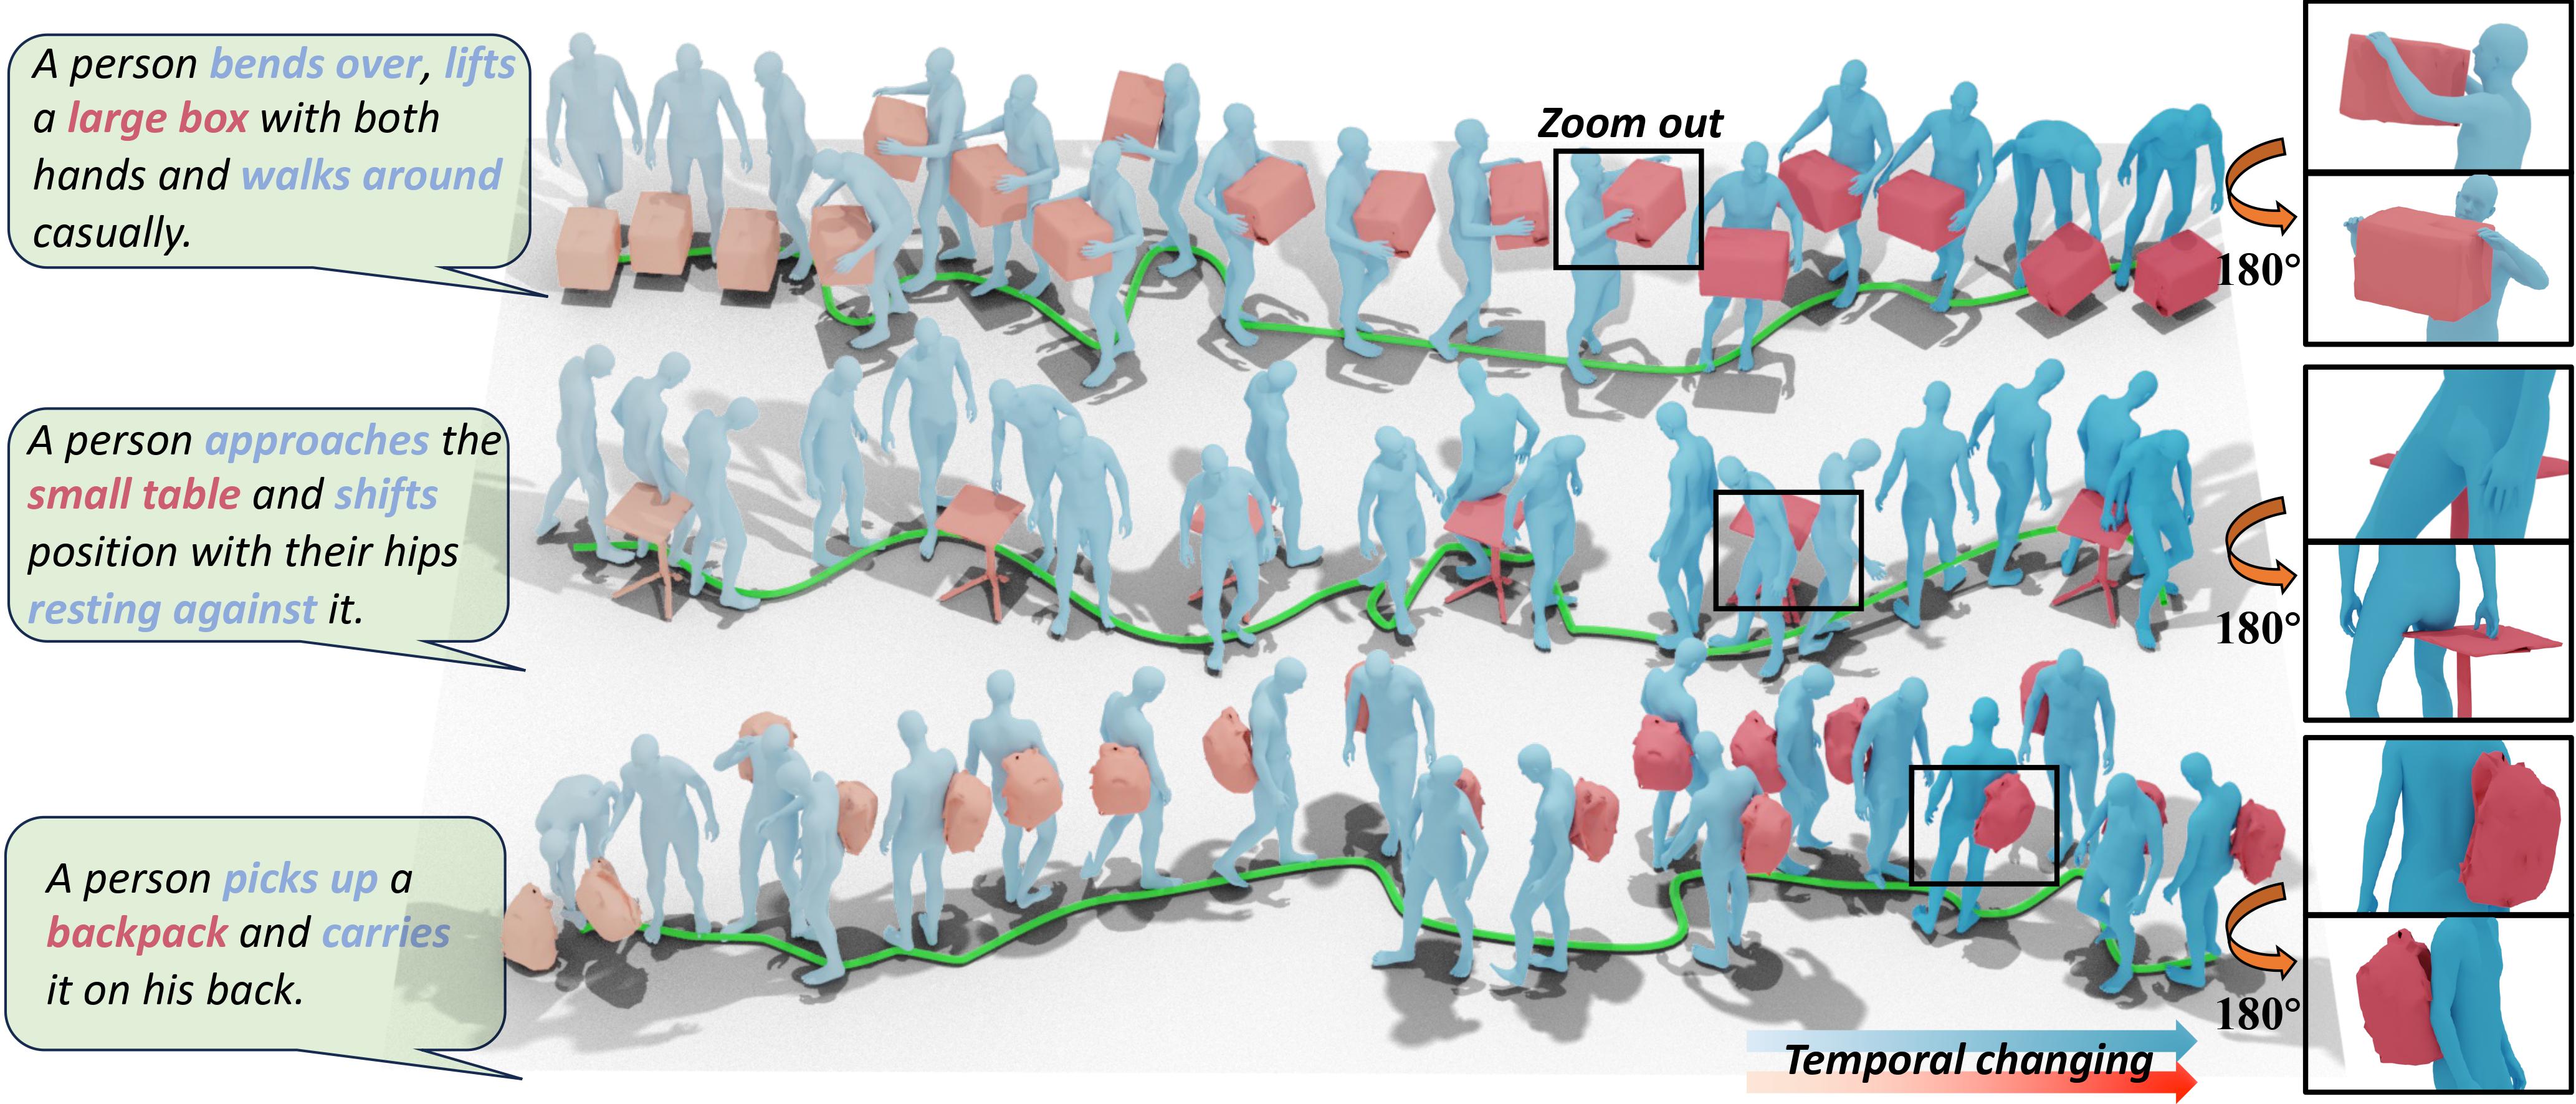 A person bends over, lifts
a large box with both
hands and walks around
casually.
Zoom out
180°
A person approaches the
small table and shifts
position with their hips
resting against it.
180°
A person picks up a
backpack and carries
it on his back.
180°
Temporal changing